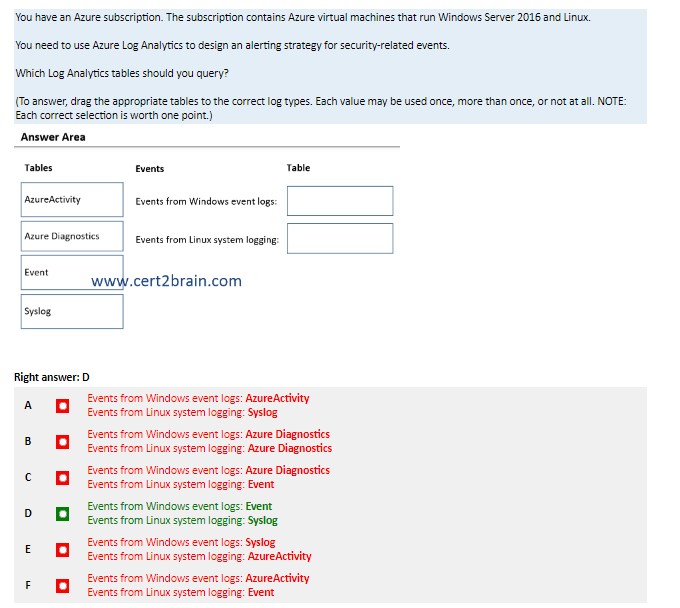 You have an Azure subscription. The subscription contains Azure virtual machines that run Windows Server 2016 and Linux.
You need to use Azure Log Analytics to design an alerting strategy for security-related events.
Which Log Analytics tables should you query?
(To answer, drag the appropriate tables to the correct log types. Each value may be used once, more than once, or not at all. NOTE:
Each correct selection is worth one point.)
Answer Area
Tables Events Table
AzureActivity Events from Windows event logs:
Azure Diagnostics Events from Linux system logging:
Event
www.cert2brain.com
Syslog
Right answer: D
A Events from Windows event logs: AzureActivity
Events from Linux system logging: Syslog
B Events from Windows event logs: Azure Diagnostics
Events from Linux system logging: Azure Diagnostics
C Events from Windows event logs: Azure Diagnostics
Events from Linux system logging: Event
D Events from Windows event logs: Event
Events from Linux system logging: Syslog
E Events from Windows event logs: Syslog
Events from Linux system logging: AzureActivity
F Events from Windows event logs: AzureActivity
Events from Linux system logging: Event